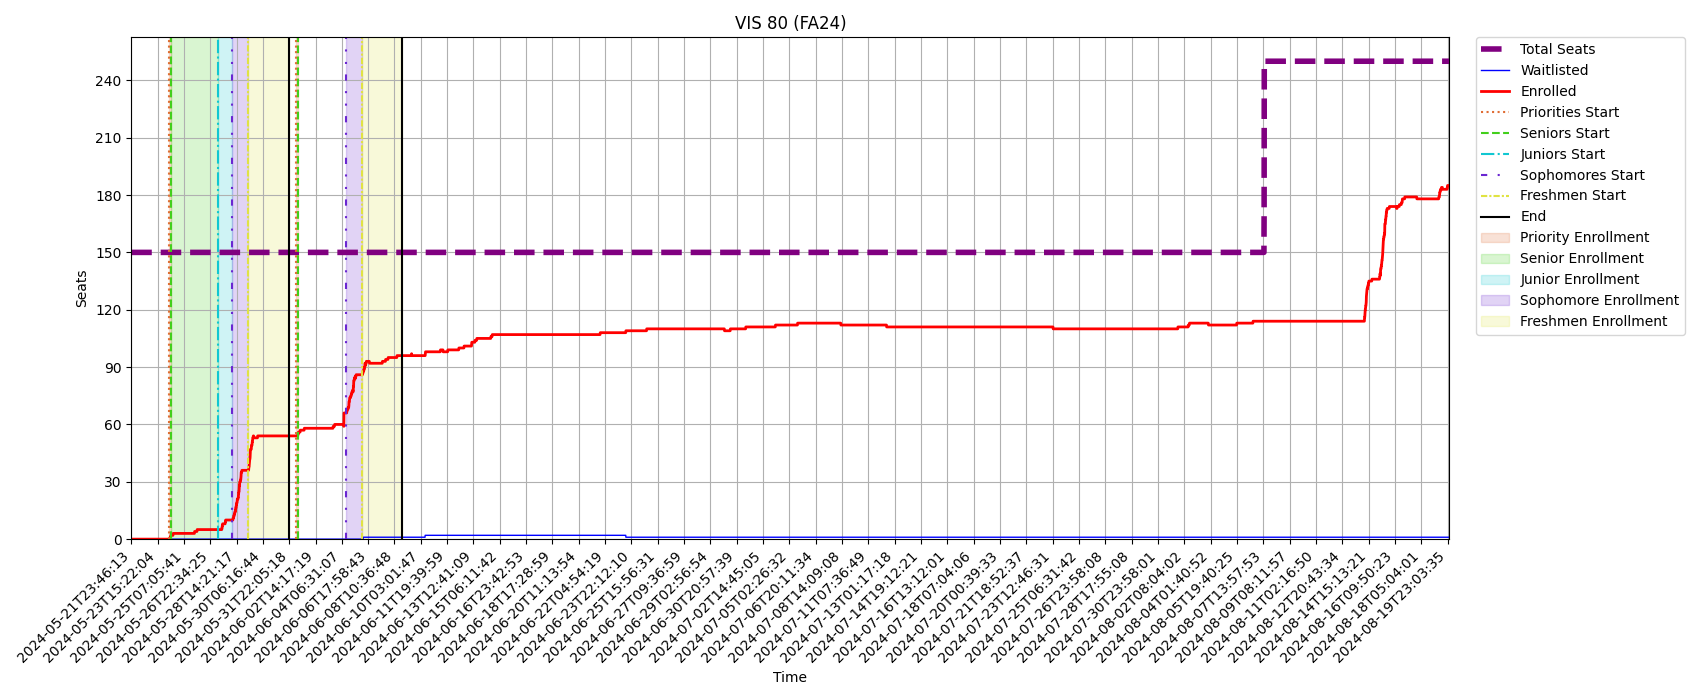 VIS 80 (FA24)
Seats
240
210
180
150
120
90
60
30
0
2024-05-21T23:46:13
2024-05-23T15:22:04
2024-05-25T07:05:41
2024-05-26T22:34:25
2024-05-28T14:21:17
2024-05-30T06:16:44
2024-05-31T22:05:18
2024-06-02T14:17:19
2024-06-04T06:31:07
2024-06-06T17:58:43
2024-06-08T10:36:48
2024-06-10T03:01:47
2024-06-11T19:39:59
2024-06-13T12:41:09
2024-06-15T06:11:42
2024-06-16T23:42:53
2024-06-18T17:28:59
2024-06-20T11:13:54
2024-06-22T04:54:19
2024-06-23T22:12:10
2024-06-25T15:56:31
2024-06-27T09:36:59
2024-06-29T02:56:54
2024-06-30T20:57:39
2024-07-02T14:45:05
2024-07-05T02:26:32
2024-07-06T20:11:34
2024-07-08T14:09:08
2024-07-11T07:36:49
2024-07-13T01:17:18
2024-07-14T19:12:21
2024-07-16T13:12:01
2024-07-18T07:04:06
2024-07-20T00:39:33
2024-07-21T18:52:37
2024-07-23T12:46:31
2024-07-25T06:31:42
2024-07-26T23:58:08
2024-07-28T17:55:08
2024-07-30T23:58:01
2024-08-02T08:04:02
2024-08-04T01:40:52
2024-08-05T19:40:25
2024-08-07T13:57:53
2024-08-09T08:11:57
2024-08-11T02:16:50
2024-08-12T20:43:34
2024-08-14T15:13:21
2024-08-16T09:50:23
2024-08-18T05:04:01
2024-08-19T23:03:35
Time
Total Seats
Waitlisted
Enrolled
Priorities Start
Seniors Start
Juniors Start
Sophomores Start
Freshmen Start
End
Priority Enrollment
Senior Enrollment
Junior Enrollment
Sophomore Enrollment
Freshmen Enrollment